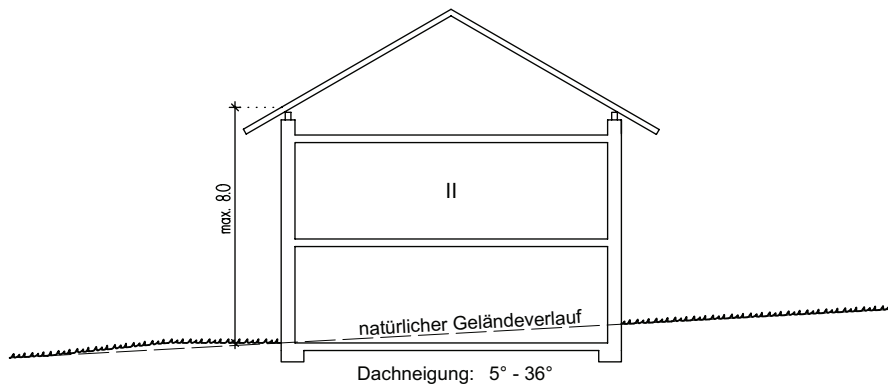 max. 8.0
II
natürlicher Geländeverlauf
Dachneigung: 5° - 36°